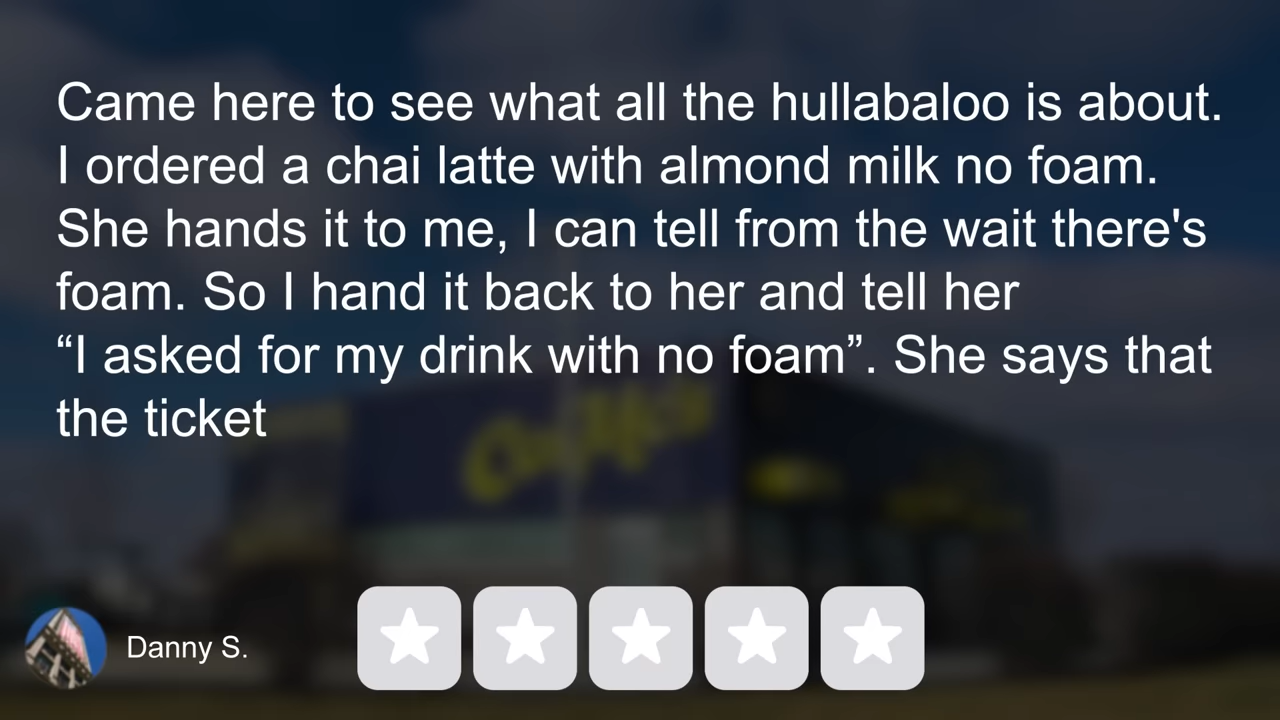 Came here to see what all the hullabaloo is about.
I ordered a chai latte with almond milk no foam.
She hands it to me, I can tell from the wait there's
foam. So I hand it back to her and tell her
“I asked for my drink with no foam”. She says that
the ticket
Danny S.